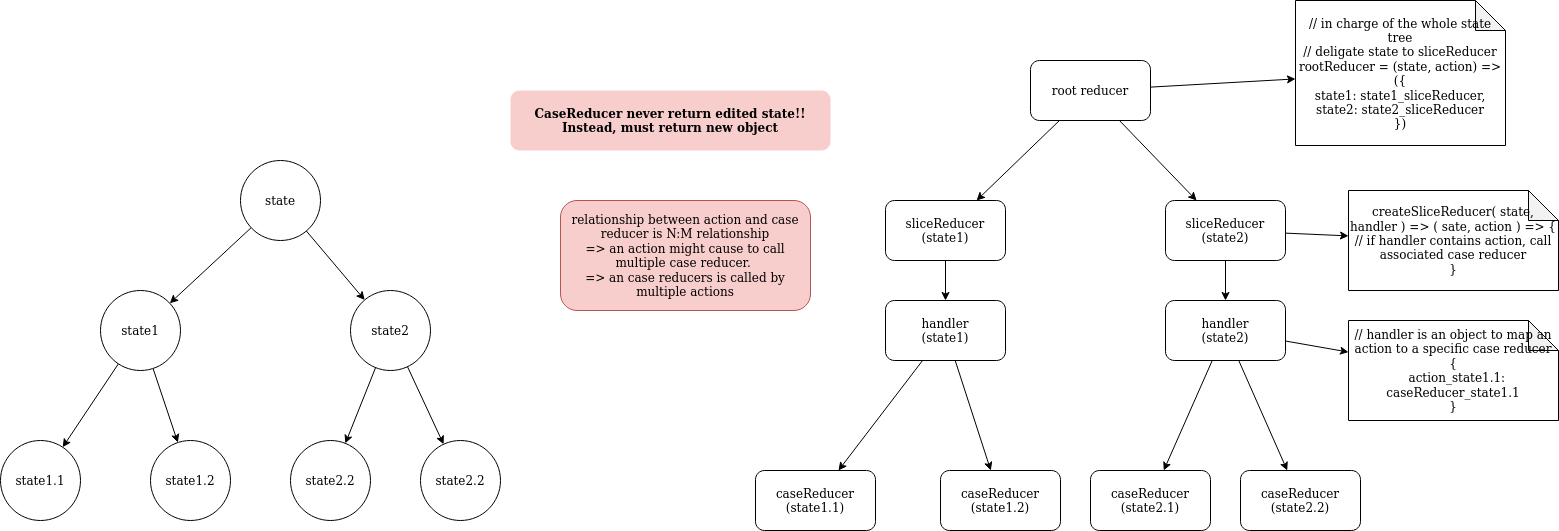 // in charge of the whole state
tree
// deligate state to sliceReducer
rootReducer = (state, action) =>
({
state1: state1_sliceReducer,
state2: state2_sliceReducer
})
root reducer
CaseReducer never return edited state!!
Instead, must return new object
state
relationship between action and case
reducer is N:M relationship
=> an action might cause to call
multiple case reducer.
=> an case reducers is called by
multiple actions
sliceReducer
(state1)
sliceReducer
(state2)
createSliceReducer( state,
handler ) => ( sate, action ) => {
// if handler contains action, call
associated case reducer
}
state1
state2
handler
(state1)
handler
(state2)
// handler is an object to map an
action to a specific case reducer
{
action_state1.1:
caseReducer_state1.1
}
state1.1
state1.2
state2.2
state2.2
caseReducer
(state1.1)
caseReducer
(state1.2)
caseReducer
(state2.1)
caseReducer
(state2.2)